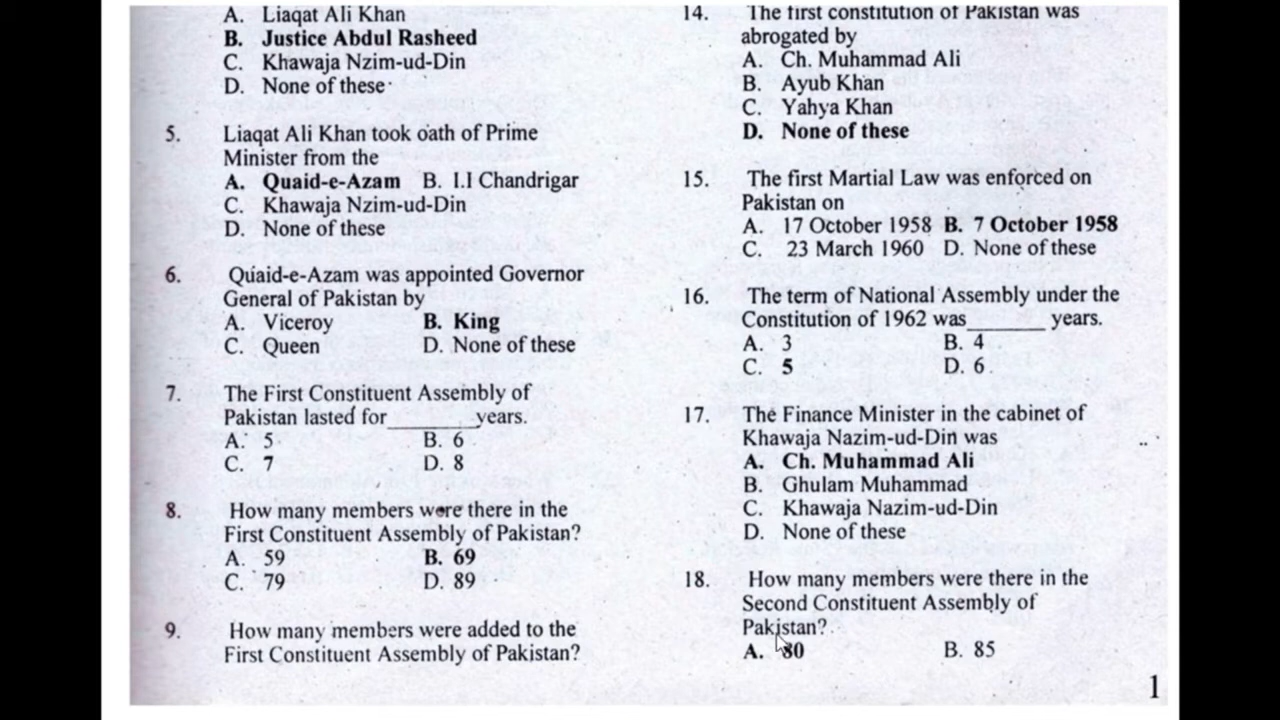 A. Liaqat Ali Khan
B. Justice Abdul Rasheed
C. Khawaja Nzim-ud-Din
D. None of these
5. Liaqat Ali Khan took oath of Prime
Minister from the
A. Quaid-e-Azam B. I.I Chandrigar
C. Khawaja Nzim-ud-Din
D. None of these
6. Quaid-e-Azam was appointed Governor
General of Pakistan by
A. Viceroy B. King
C. Queen D. None of these
7. The First Constituent Assembly of
Pakistan lasted for________years.
A. 5 B. 6
C. 7 D. 8
8. How many members were there in the
First Constituent Assembly of Pakistan?
A. 59 B. 69
C. 79 D. 89
9. How many members were added to the
First Constituent Assembly of Pakistan?
14. The first constitution of Pakistan was
abrogated by
A. Ch. Muhammad Ali
B. Ayub Khan
C. Yahya Khan
D. None of these
15. The first Martial Law was enforced on
Pakistan on
A. 17 October 1958 B. 7 October 1958
C. 23 March 1960 D. None of these
16. The term of National Assembly under the
Constitution of 1962 was_______ years.
A. 3 B. 4
C. 5 D. 6
17. The Finance Minister in the cabinet of
Khawaja Nazim-ud-Din was
A. Ch. Muhammad Ali
B. Ghulam Muhammad
C. Khawaja Nazim-ud-Din
D. None of these
18. How many members were there in the
Second Constituent Assembly of
Pakistan?
A. 80 B. 85
1